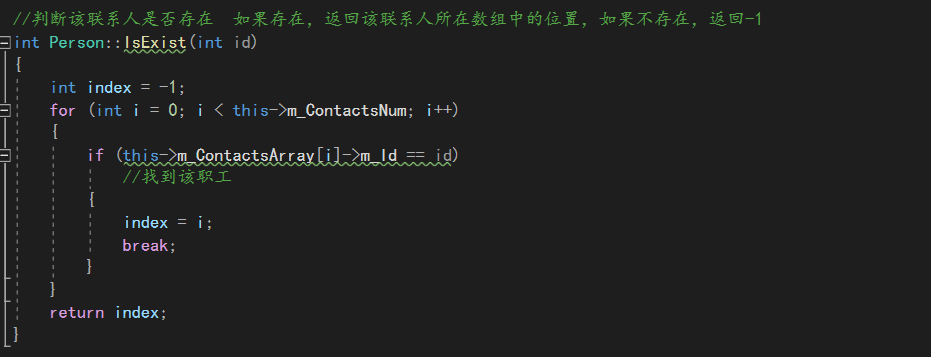 //判断该联系人是否存在  如果存在，返回该联系人所在数组中的位置，如果不存在，返回-1
int Person::IsExist(int id)
{
    int index = -1;
    for (int i = 0; i < this->m_ContactsNum; i++)
    {
        if (this->m_ContactsArray[i]->m_Id == id)
            //找到该职工
        {
            index = i;
            break;
        }
    }
    return index;
}